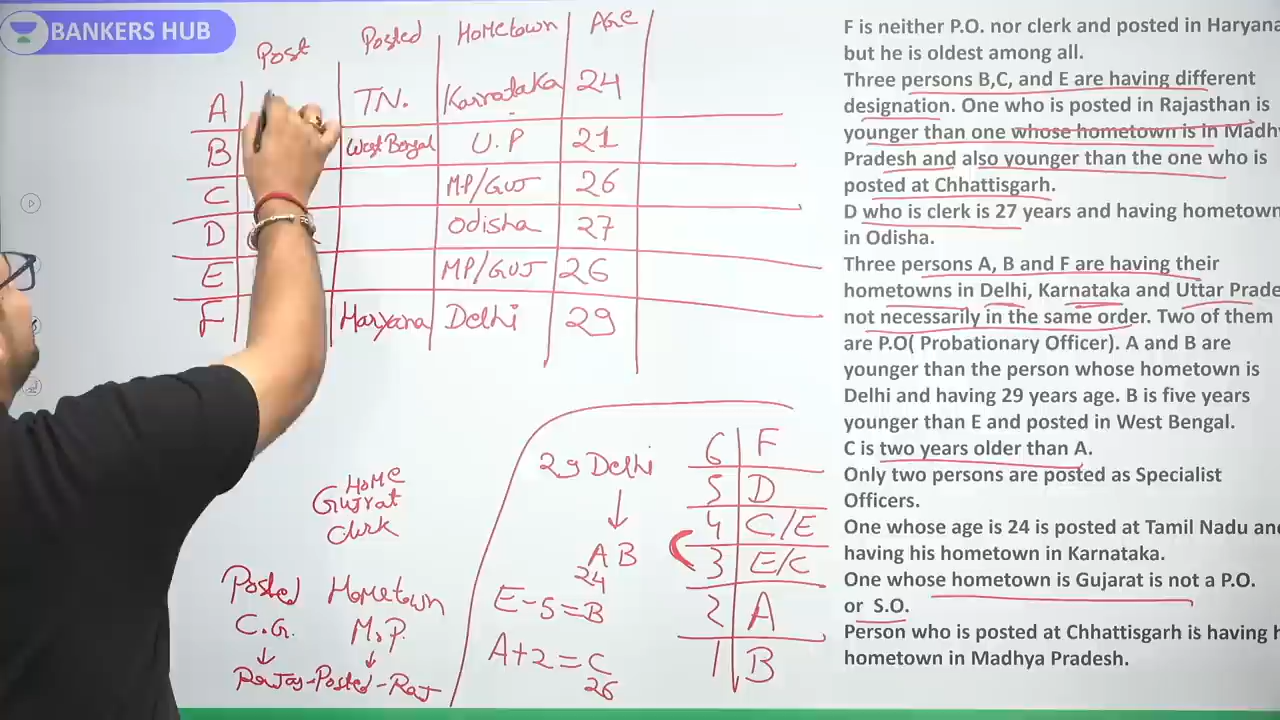 BANKERS HUB
Post Posted Hometown Age
A TN. Karnataka 24
B West Bengal U.P 21
C MP/GUJ 26
D Odisha 27
E MP/GUJ 26
F Haryana Delhi 29
HOME
Gujrat
Clerk
Posted Hometown
C.G. M.P.
Posted - Raj
29 Delhi
A B
24
E-5=B
A+2=C
26
6 F
5 D
4 C/E
3 E/C
2 A
1 B
F is neither P.O. nor clerk and posted in Haryana
but he is oldest among all.
Three persons B,C, and E are having different
designation. One who is posted in Rajasthan is
younger than one whose hometown is in Madhy
Pradesh and also younger than the one who is
posted at Chhattisgarh.
D who is clerk is 27 years and having hometown
in Odisha.
Three persons A, B and F are having their
hometowns in Delhi, Karnataka and Uttar Prade
not necessarily in the same order. Two of them
are P.O( Probationary Officer). A and B are
younger than the person whose hometown is
Delhi and having 29 years age. B is five years
younger than E and posted in West Bengal.
C is two years older than A.
Only two persons are posted as Specialist
Officers.
One whose age is 24 is posted at Tamil Nadu and
having his hometown in Karnataka.
One whose hometown is Gujarat is not a P.O.
or S.O.
Person who is posted at Chhattisgarh is having h
hometown in Madhya Pradesh.